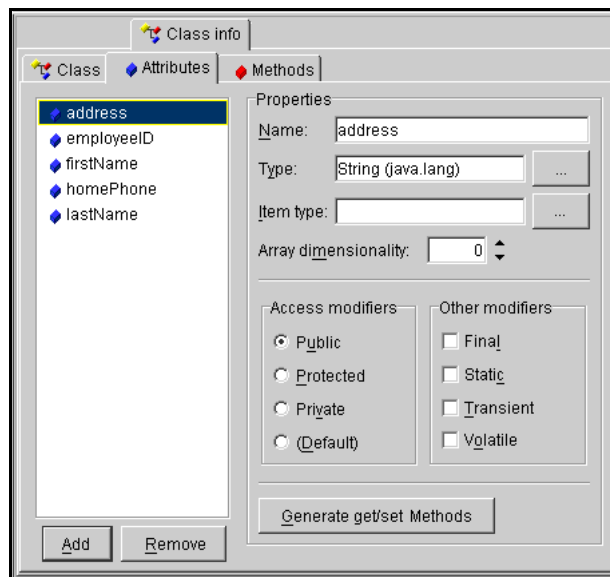 Class info
Class
Attributes
Methods
address
employeeID
firstName
homePhone
lastName
Add
Remove
Properties
Name:
address
Type:
String (java.lang)
...
Item type:
...
Array dimensionality:
0
Access modifiers
Public
Protected
Private
(Default)
Other modifiers
Final
Static
Transient
Volatile
Generate get/set Methods